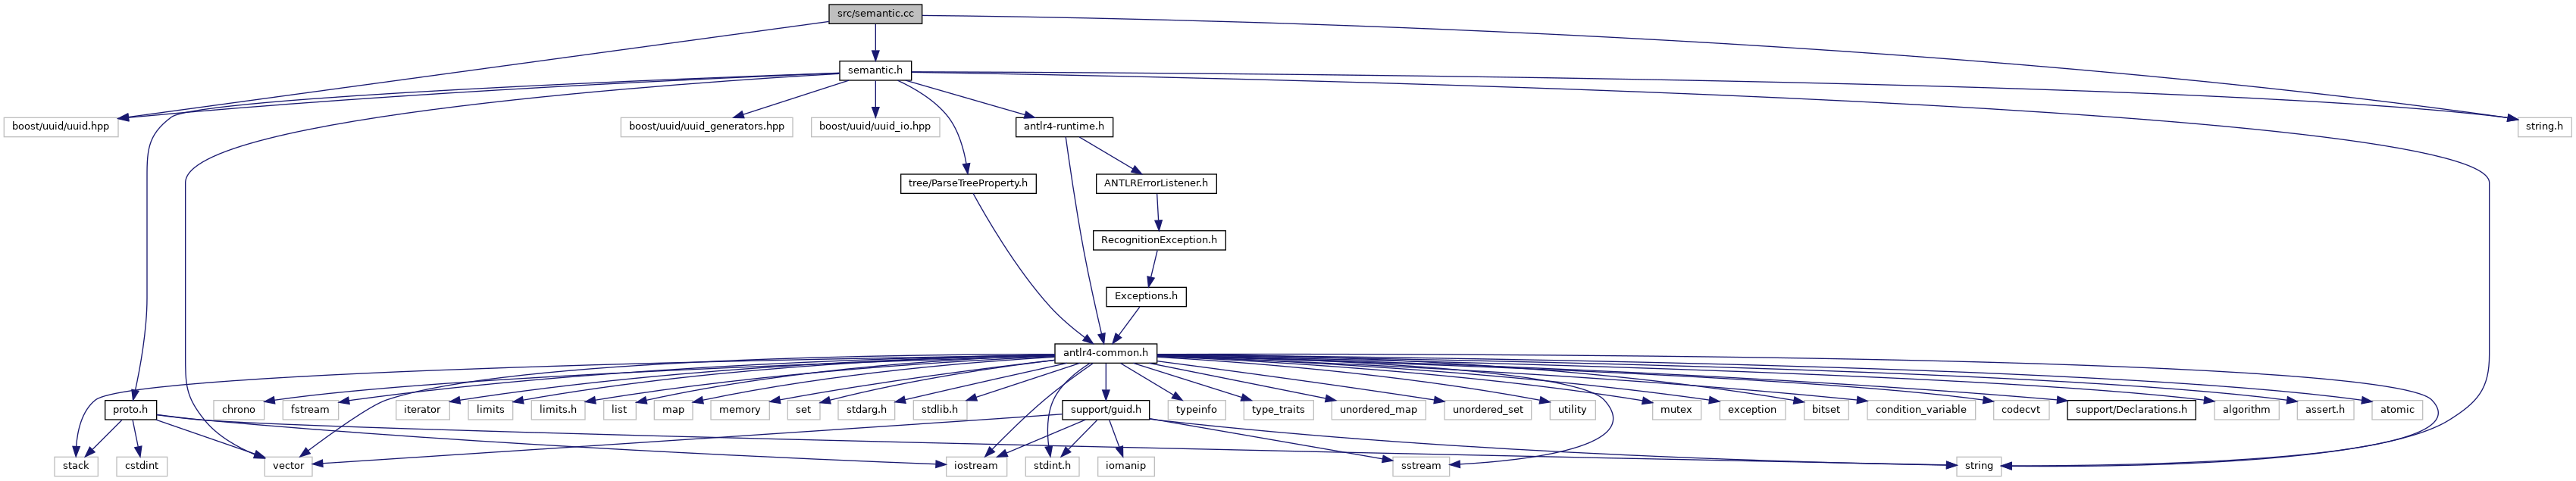 src/semantic.cc
semantic.h
boost/uuid/uuid.hpp
boost/uuid/uuid_generators.hpp
boost/uuid/uuid_io.hpp
antlr4-runtime.h
string.h
tree/ParseTreeProperty.h
ANTLRErrorListener.h
RecognitionException.h
Exceptions.h
antlr4-common.h
proto.h
chrono
fstream
iterator
limits
limits.h
list
map
memory
set
stdarg.h
stdlib.h
support/guid.h
typeinfo
type_traits
unordered_map
unordered_set
utility
mutex
exception
bitset
condition_variable
codecvt
support/Declarations.h
algorithm
assert.h
atomic
stack
cstdint
vector
iostream
stdint.h
iomanip
sstream
string